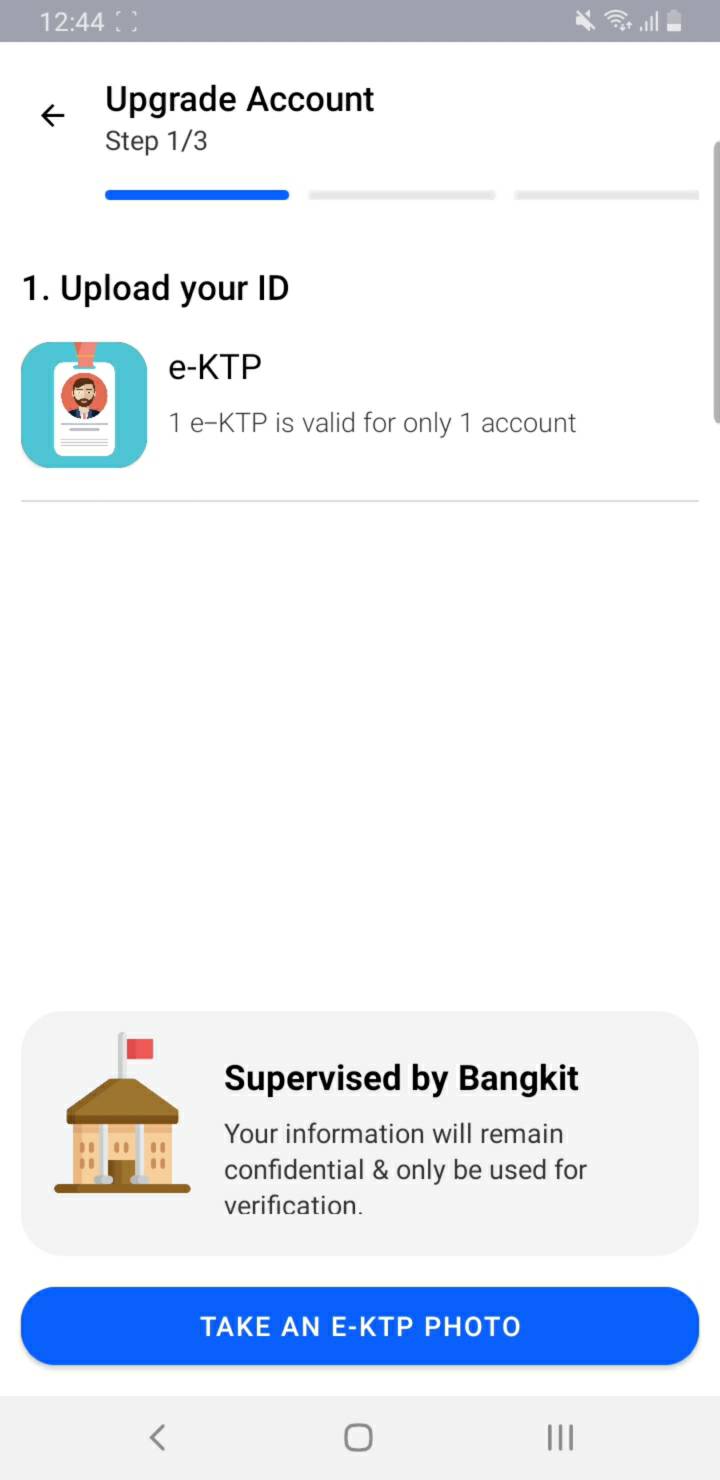 12:44
Upgrade Account
Step 1/3
1. Upload your ID
e-KTP
1 e-KTP is valid for only 1 account
Supervised by Bangkit
Your information will remain
confidential & only be used for
verification.
TAKE AN E-KTP PHOTO